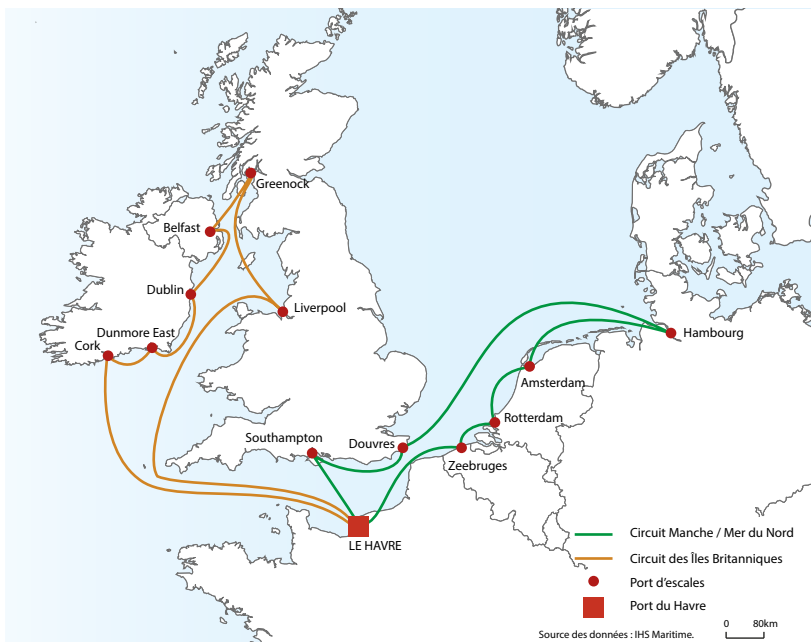 Greenock
Belfast
Dublin
Liverpool
Dunmore East
Cork
Hambourg
Amsterdam
Rotterdam
Southampton
Douvres
Zeebruges
LE HAVRE
Circuit Manche / Mer du Nord
Circuit des Îles Britanniques
Port d'escales
Port du Havre
0 80km
Source des données : IHS Maritime.